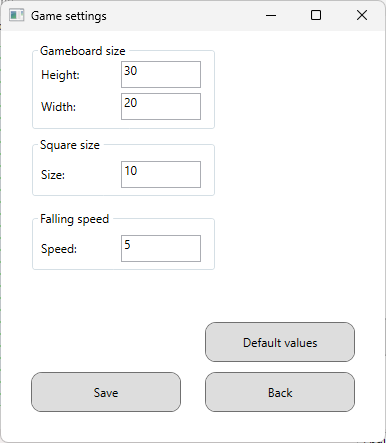 Game settings
Gameboard size
Height: 30
Width: 20
Square size
Size: 10
Falling speed
Speed: 5
Default values
Save Back